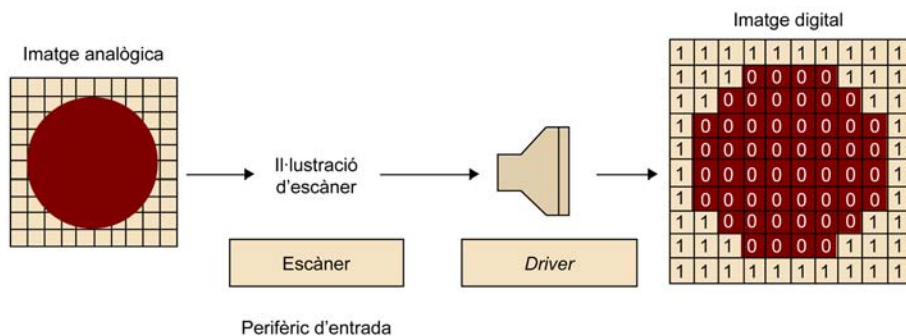 Imatge analògica
Il·lustració
d'escàner
Escàner
Perifèric d'entrada
Driver
Imatge digital
1 1 1 1 1 1 1 1 1 1
1 1 1 0 0 0 0 1 1 1
1 1 0 0 0 0 0 0 1 1
1 0 0 0 0 0 0 0 0 1
1 0 0 0 0 0 0 0 0 1
1 0 0 0 0 0 0 0 0 1
1 0 0 0 0 0 0 0 0 1
1 1 0 0 0 0 0 0 1 1
1 1 1 0 0 0 0 1 1 1
1 1 1 1 1 1 1 1 1 1